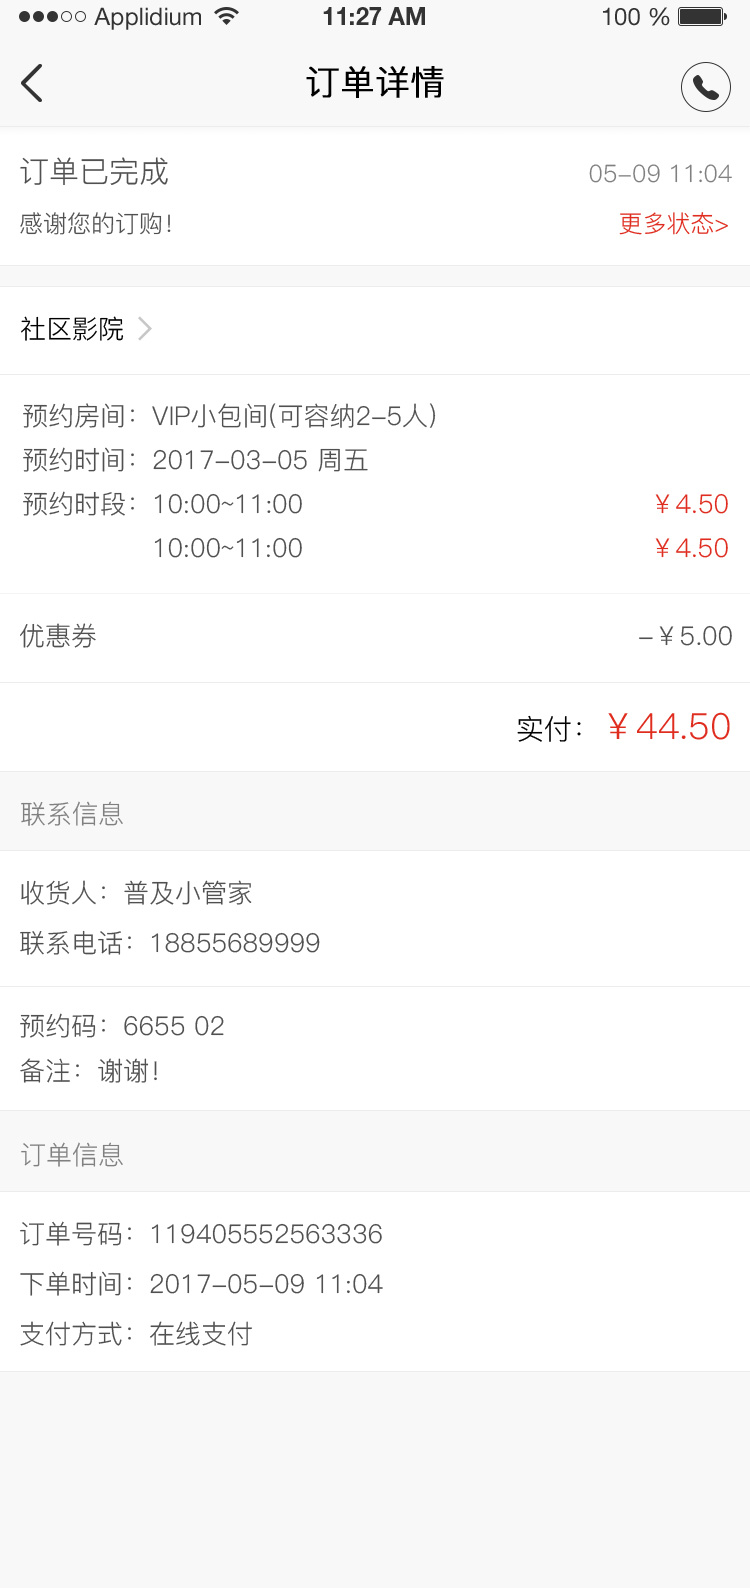 Applidium 11:27 AM 100 %
订单详情
订单已完成 05-09 11:04
感谢您的订购! 更多状态>
社区影院
预约房间：VIP小包间(可容纳2-5人)
预约时间：2017-03-05 周五
预约时段：10:00~11:00 ¥4.50
10:00~11:00 ¥4.50
优惠券 -¥5.00
实付：¥44.50
联系信息
收货人：普及小管家
联系电话：18855689999
预约码：6655 02
备注：谢谢!
订单信息
订单号码：119405552563336
下单时间：2017-05-09 11:04
支付方式：在线支付